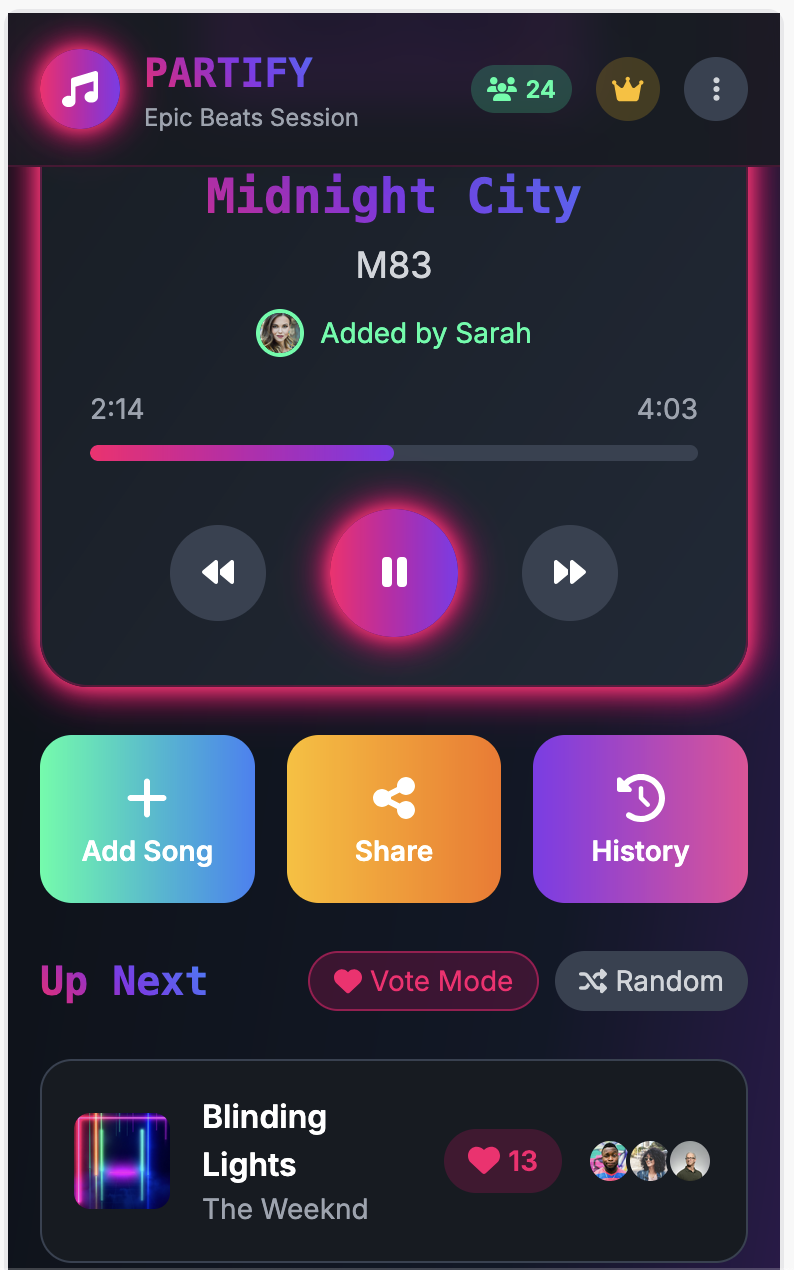 PARTIFY
Epic Beats Session
24
Midnight City
M83
Added by Sarah
2:14
4:03
Add Song
Share
History
Up Next
Vote Mode
Random
Blinding
Lights
The Weeknd
13